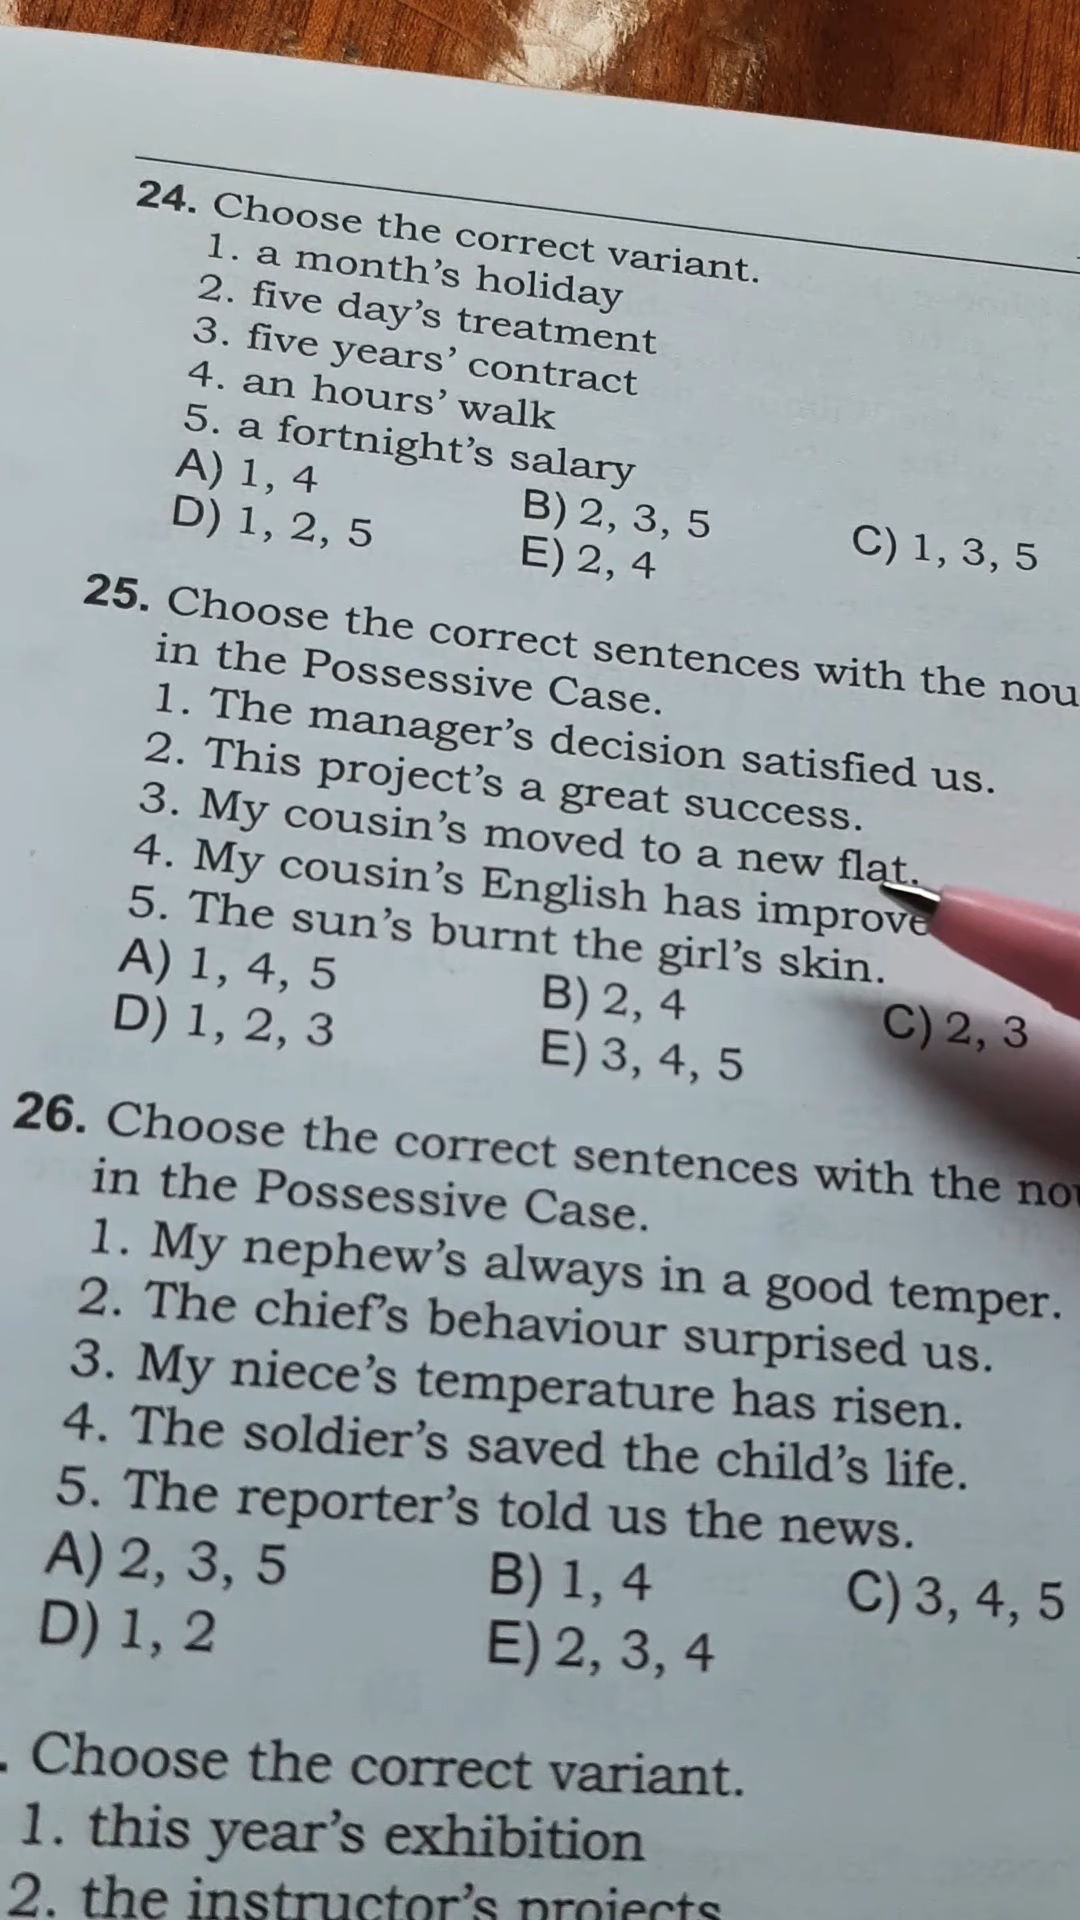 24. Choose the correct variant.
1. a month's holiday
2. five day's treatment
3. five years' contract
4. an hours' walk
5. a fortnight's salary
A) 1, 4 B) 2, 3, 5 C) 1, 3, 5
D) 1, 2, 5 E) 2, 4
25. Choose the correct sentences with the nou
in the Possessive Case.
1. The manager's decision satisfied us.
2. This project's a great success.
3. My cousin's moved to a new flat.
4. My cousin's English has improve
5. The sun's burnt the girl's skin.
A) 1, 4, 5 B) 2, 4 C) 2, 3
D) 1, 2, 3 E) 3, 4, 5
26. Choose the correct sentences with the no
in the Possessive Case.
1. My nephew's always in a good temper.
2. The chief's behaviour surprised us.
3. My niece's temperature has risen.
4. The soldier's saved the child's life.
5. The reporter's told us the news.
A) 2, 3, 5 B) 1, 4 C) 3, 4, 5
D) 1, 2 E) 2, 3, 4
. Choose the correct variant.
1. this year's exhibition
2. the instructor's projects